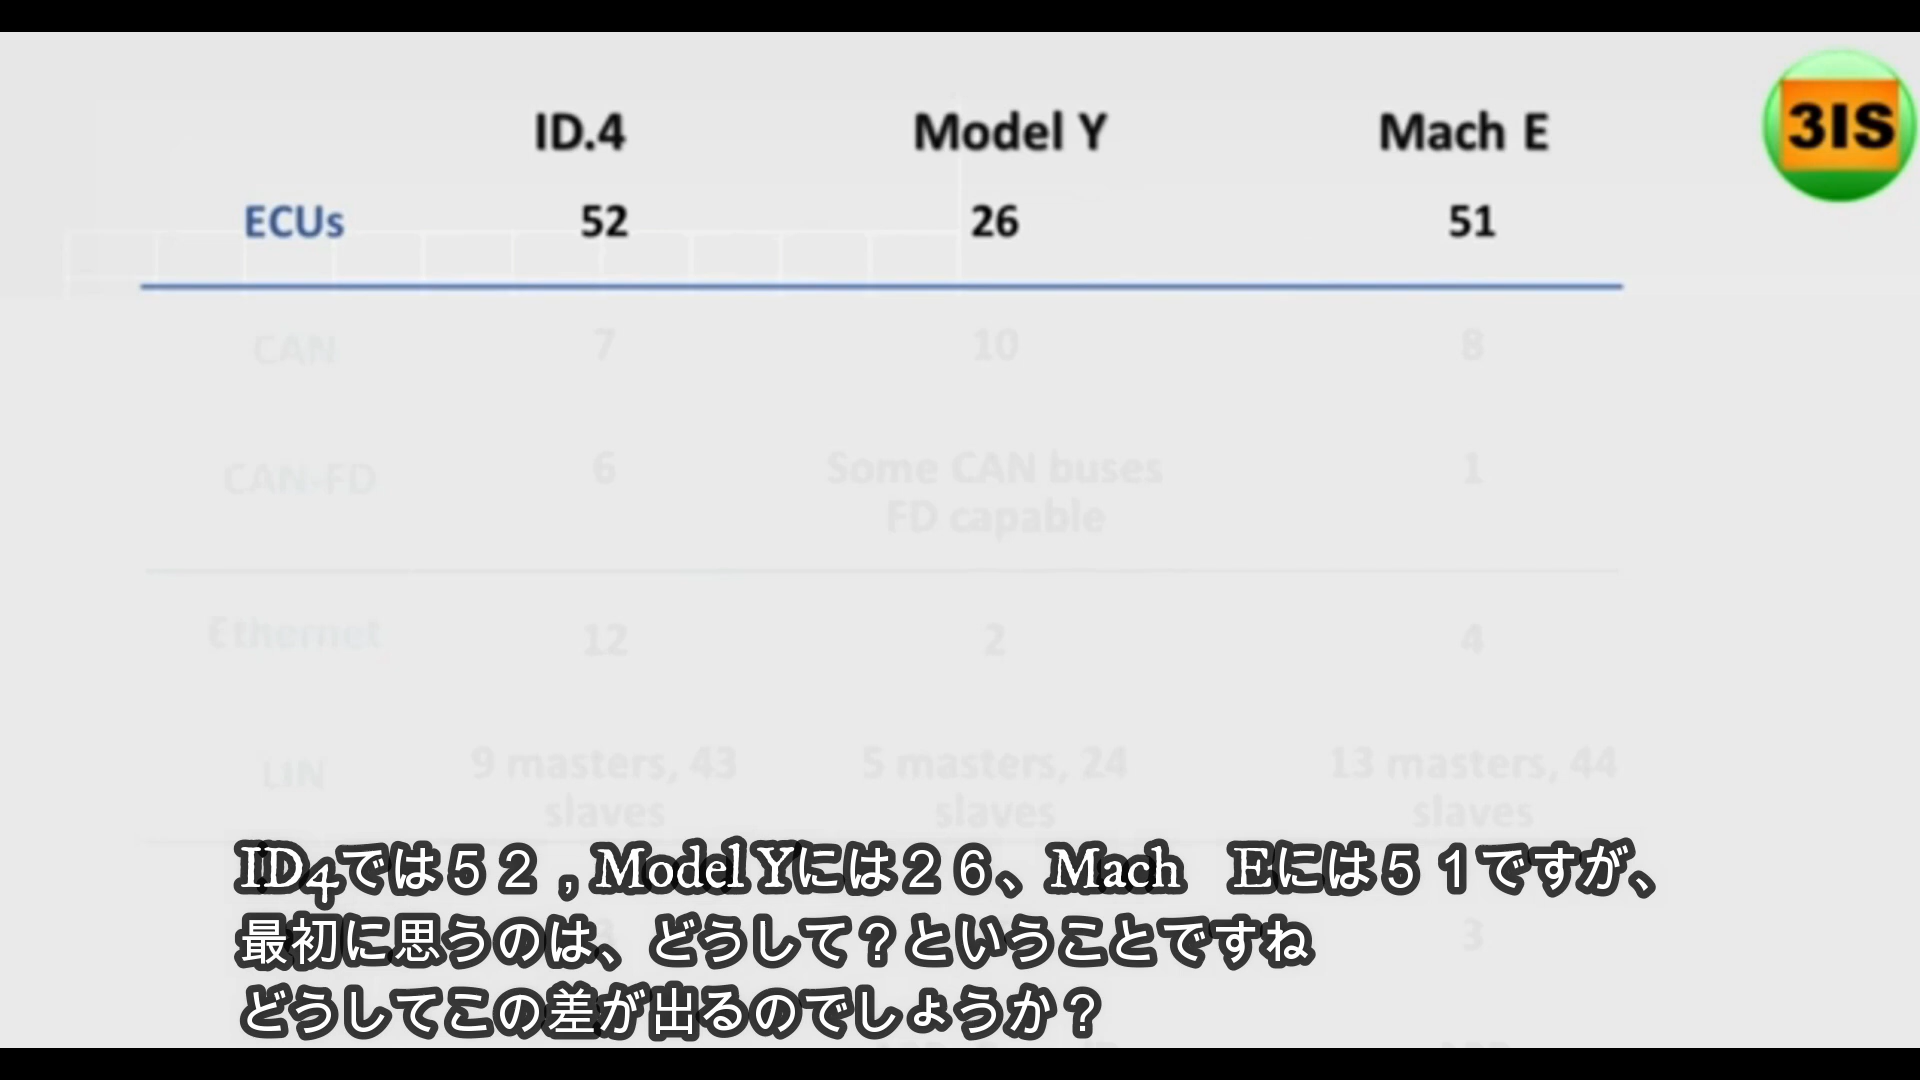 3IS
ID.4 Model Y Mach E
ECUs 52 26 51
CAN 7 10 8
CAN-FD 6 Some CAN buses 1
FD capable
Ethernet 12 2 4
LIN 9 masters, 43 5 masters, 24 13 masters, 44
slaves slaves slaves
3
ID4では５２，Model Yには２６、Mach　Eには５１ですが、
最初に思うのは、どうして？ということですね
どうしてこの差が出るのでしょうか？